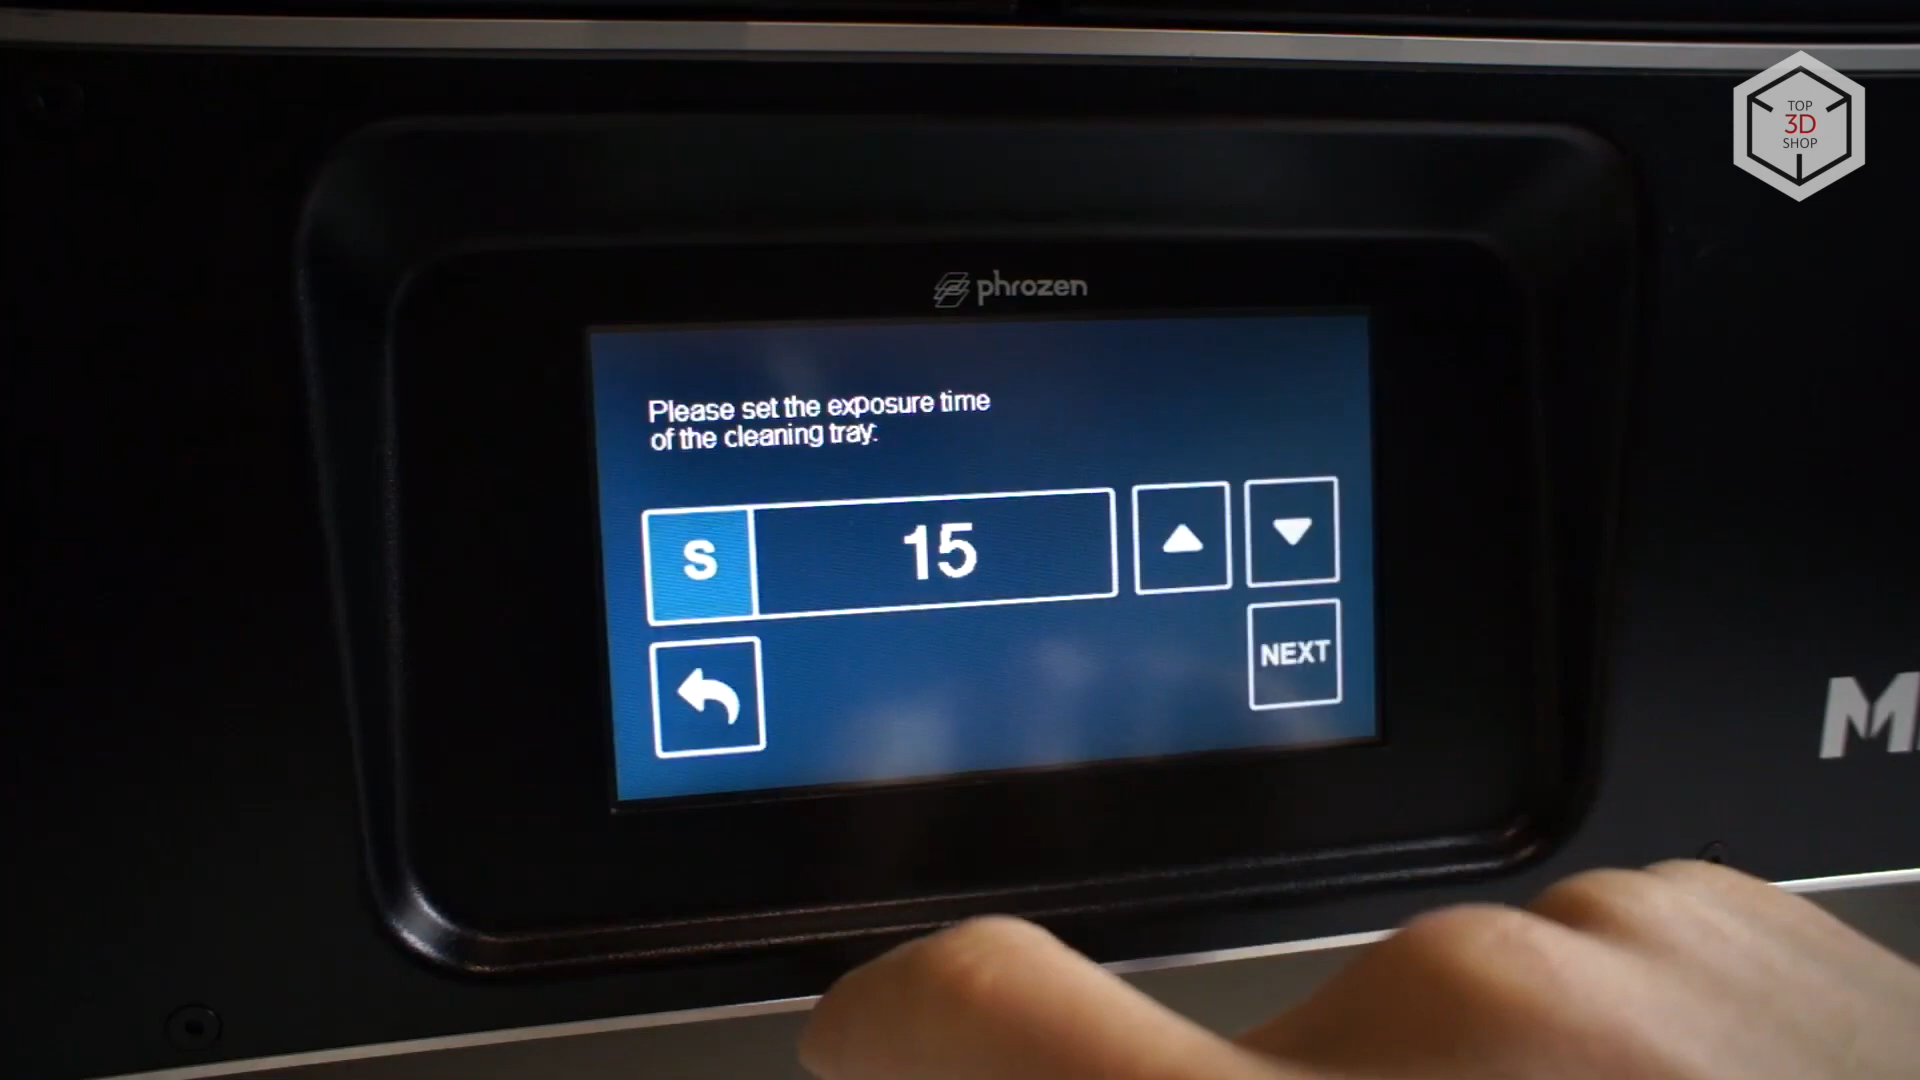 TOP
3D
SHOP
phrozen
Please set the exposure time
of the cleaning tray:
S
15
NEXT
M